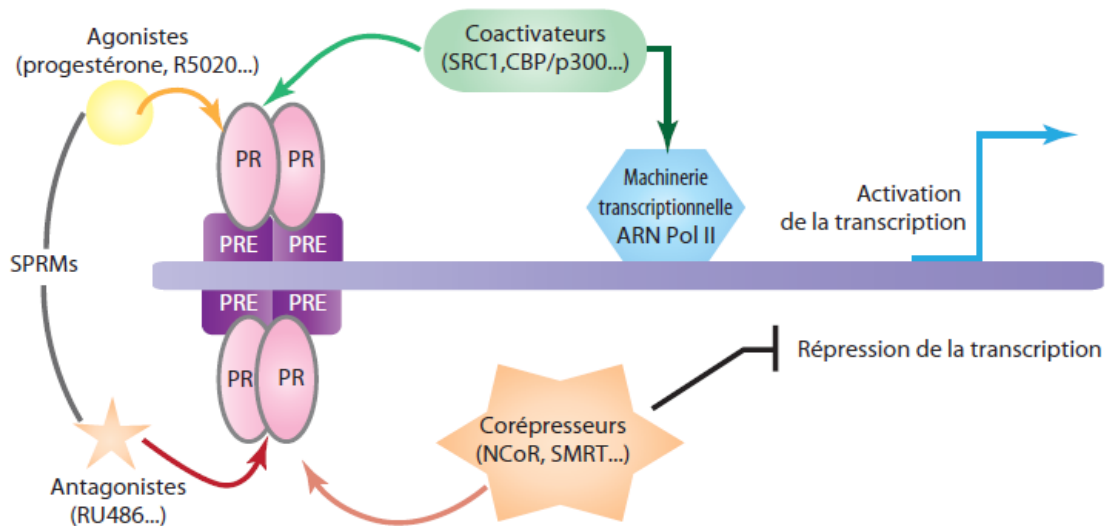 Agonistes
(progestérone, R5020...)
Coactivateurs
(SRC1,CBP/p300...)
PR
PR
Machinerie
transcriptionnelle
ARN Pol II
Activation
de la transcription
PRE
PRE
SPRMs
PRE
PRE
PR
PR
Répression de la transcription
Corépresseurs
(NCoR, SMRT...)
Antagonistes
(RU486...)